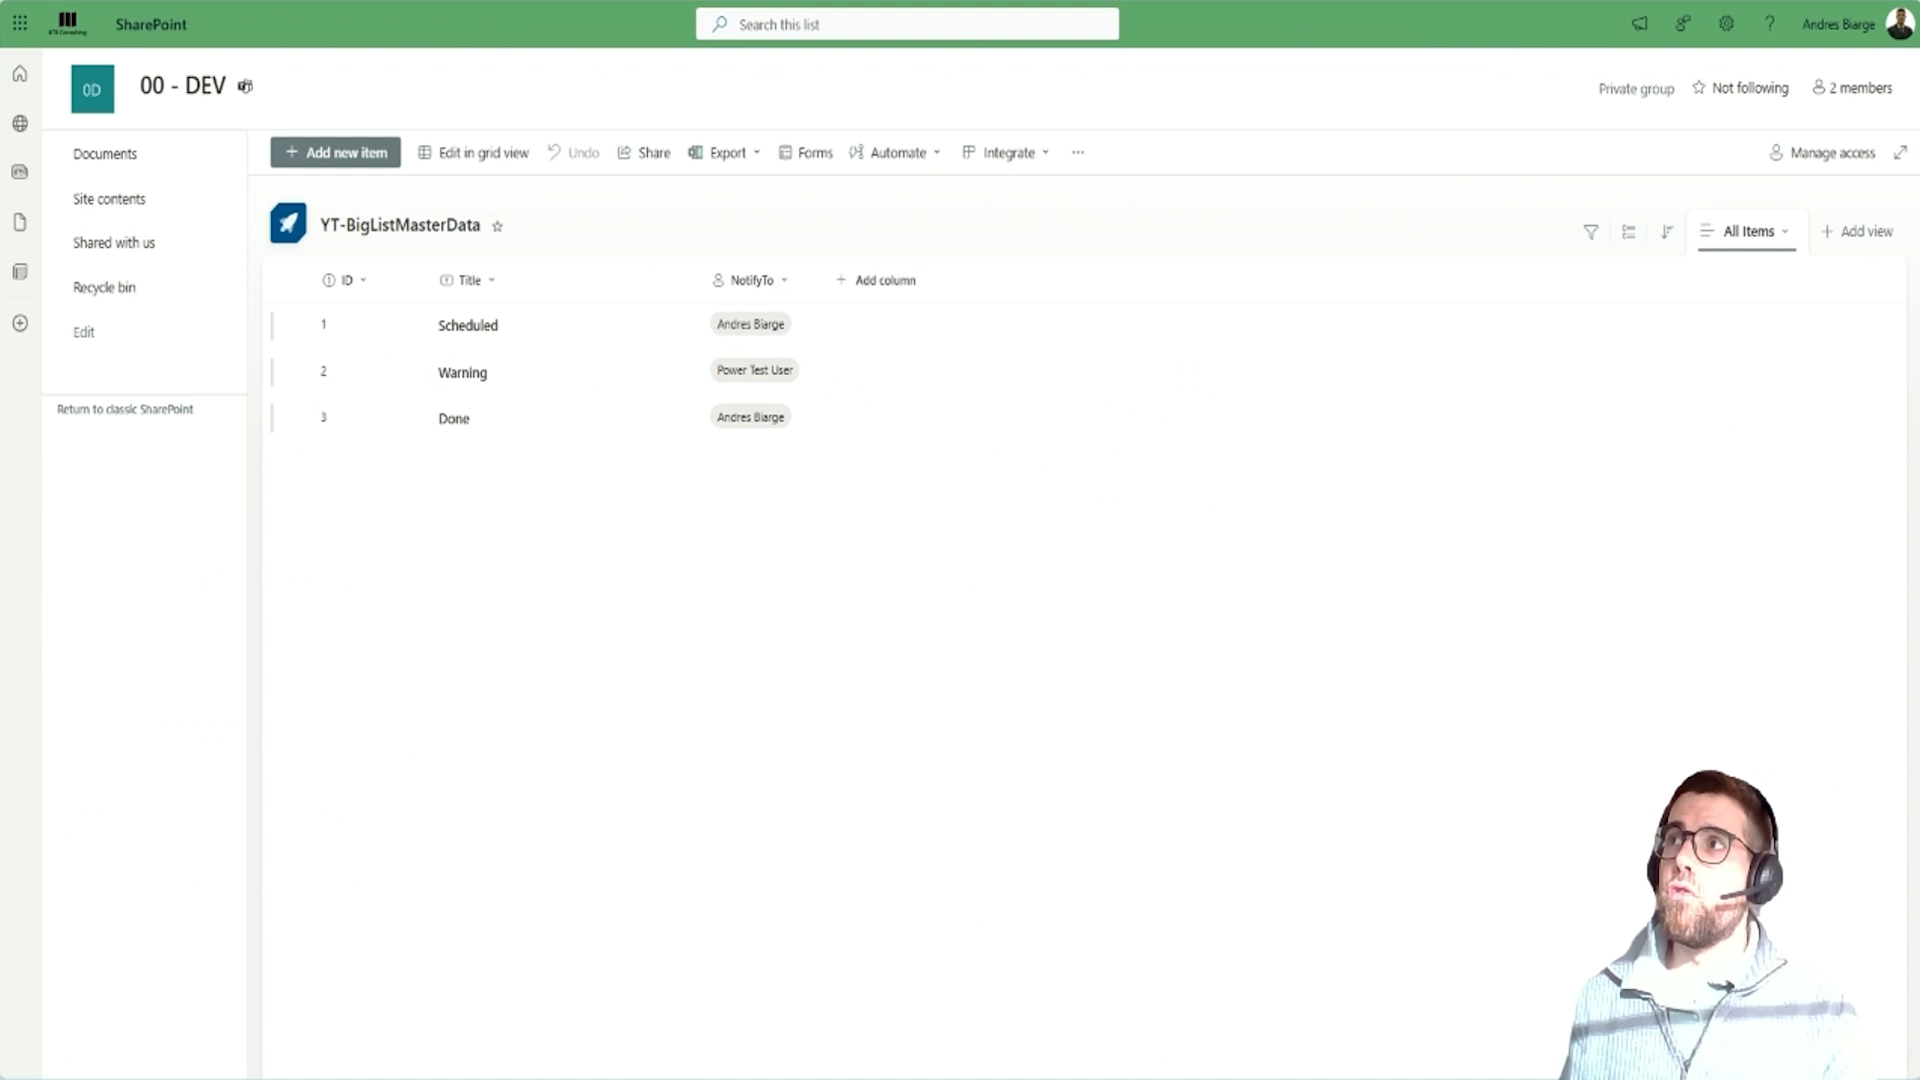 SharePoint
Search this list
Andres Biarge
0D
00 - DEV
Private group
Not following
2 members
Documents
Site contents
Shared with us
Recycle bin
Edit
Return to classic SharePoint
+ Add new item
Edit in grid view
Undo
Share
Export
Forms
Automate
Integrate
...
Manage access
YT-BigListMasterData
All Items
+ Add view
ID
Title
NotifyTo
+ Add column
1 Scheduled Andres Biarge
2 Warning Power Test User
3 Done Andres Biarge